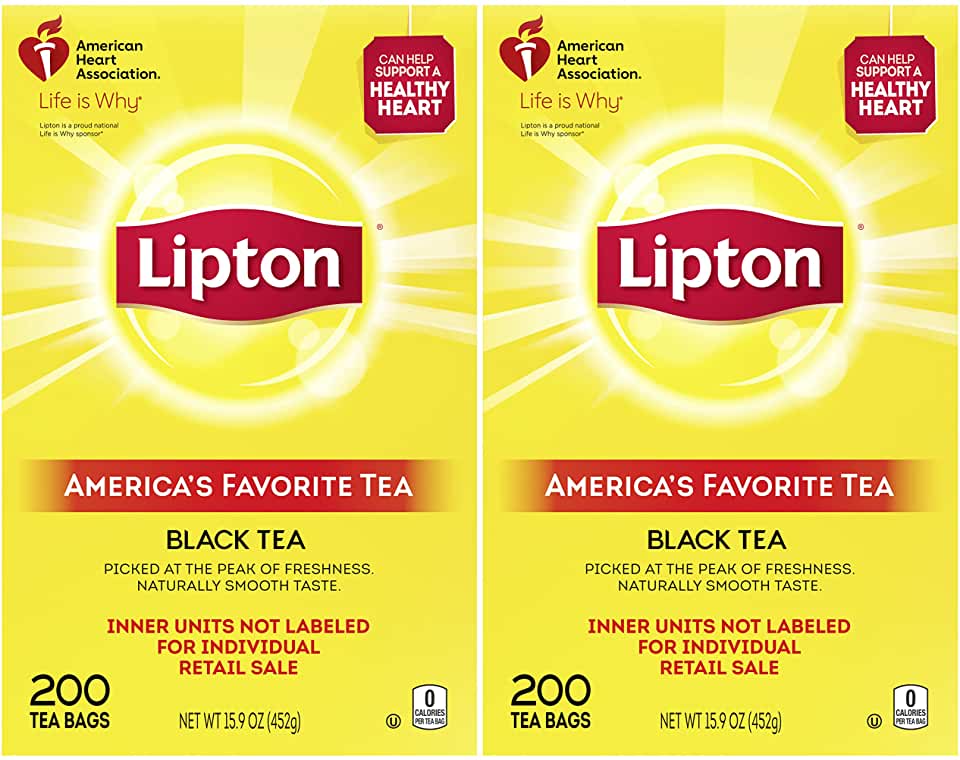 American
Heart
Association.
Life is Why®
Lipton is a proud national
Life is Why sponsor*
CAN HELP
SUPPORT A
HEALTHY
HEART
Lipton®
AMERICA'S FAVORITE TEA
BLACK TEA
PICKED AT THE PEAK OF FRESHNESS.
NATURALLY SMOOTH TASTE.
INNER UNITS NOT LABELED
FOR INDIVIDUAL
RETAIL SALE
200
TEA BAGS
NET WT 15.9 OZ (452g)
U
0
CALORIES
PER TEA BAG
American
Heart
Association.
Life is Why®
Lipton is a proud national
Life is Why sponsor*
CAN HELP
SUPPORT A
HEALTHY
HEART
Lipton®
AMERICA'S FAVORITE TEA
BLACK TEA
PICKED AT THE PEAK OF FRESHNESS.
NATURALLY SMOOTH TASTE.
INNER UNITS NOT LABELED
FOR INDIVIDUAL
RETAIL SALE
200
TEA BAGS
NET WT 15.9 OZ (452g)
U
0
CALORIES
PER TEA BAG